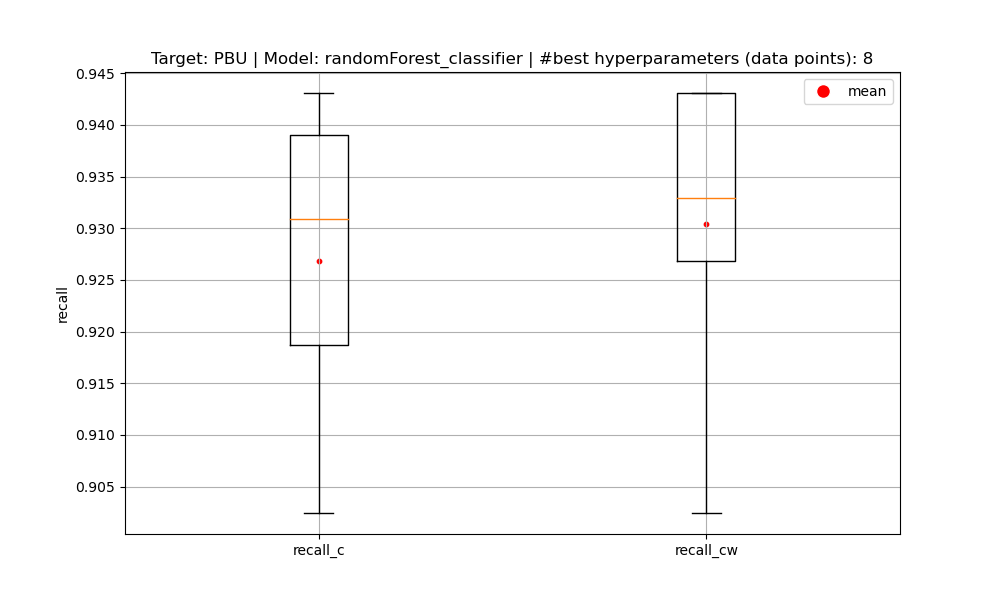 Target: PBU | Model: randomForest_classifier | #best hyperparameters (data points): 8
mean
0.945
0.940
0.935
0.930
0.925
0.920
0.915
0.910
0.905
recall
recall_c
recall_cw